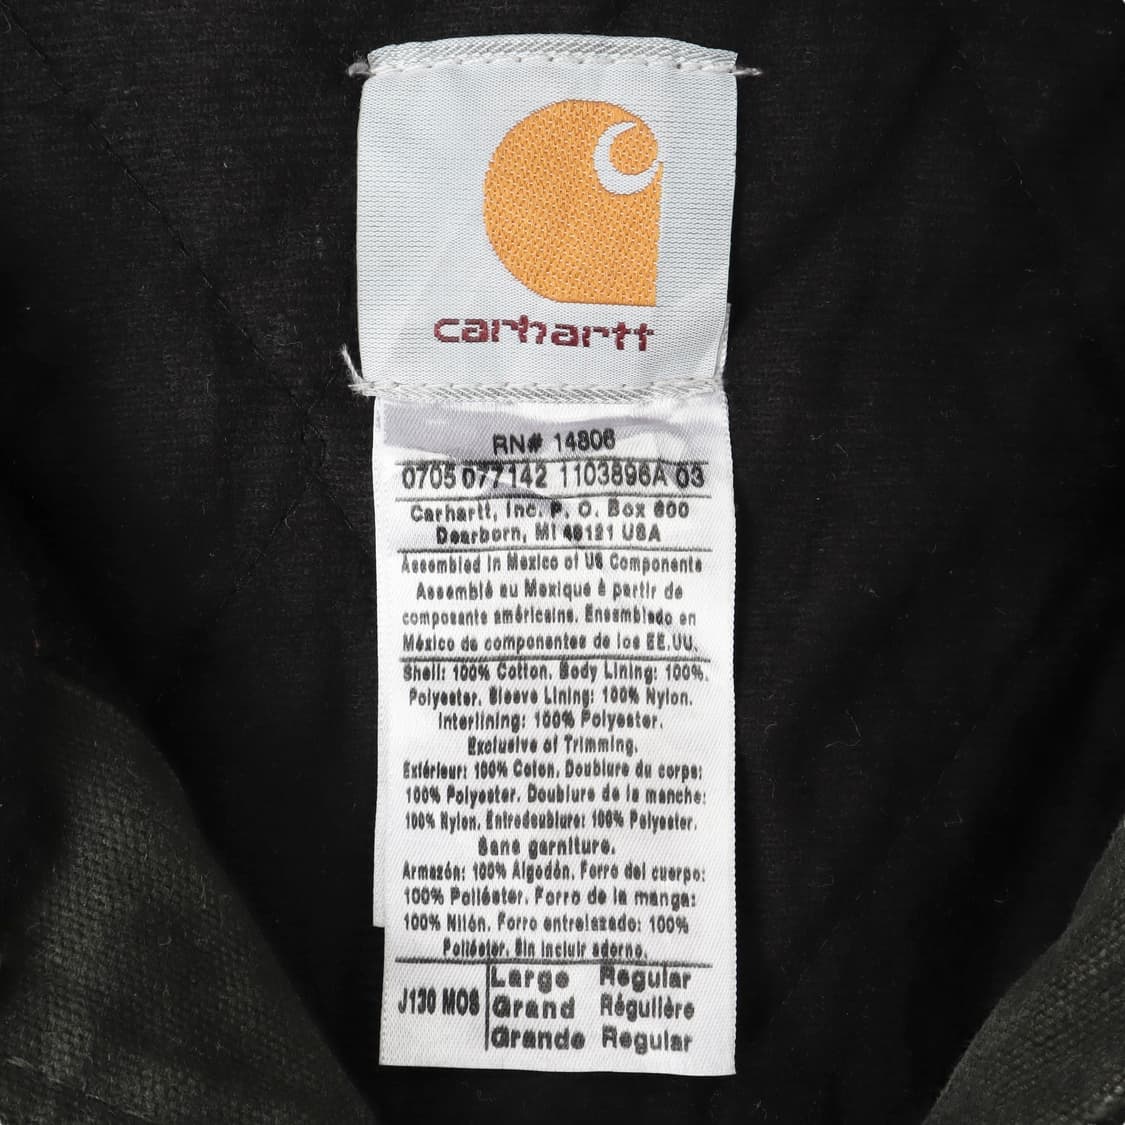 carhartt
RN# 14806
0705 077142 1103896A 03
Carhartt, Inc. P. O. Box 600
Dearborn, MI 48121 USA
Assembled in Mexico of US Components
Assemblé au Mexique à partir de
composants américains. Ensamblado en
México de componentes de los EE.UU.
Shell: 100% Cotton. Body Lining: 100%.
Polyester. Sleeve Lining: 100% Nylon.
Interlining: 100% Polyester.
Exclusive of Trimming.
Extérieur: 100% Coton. Doublure du corps:
100% Polyester. Doublure de la manche:
100% Nylon. Entredoublure: 100% Polyester.
Sans garniture.
Armazón: 100% Algodón. Forro del cuerpo:
100% Poliéster. Forro de la manga:
100% Nilón. Forro entrelazado: 100%
Poliéster. Sin incluir adorno.
J130 MOS
Large Regular
Grand Régulière
Grande Regular